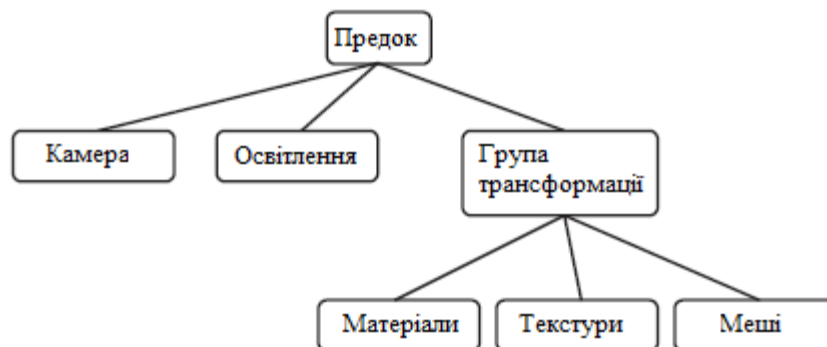 Предок
Камера
Освітлення
Група
трансформації
Матеріали
Текстури
Меші